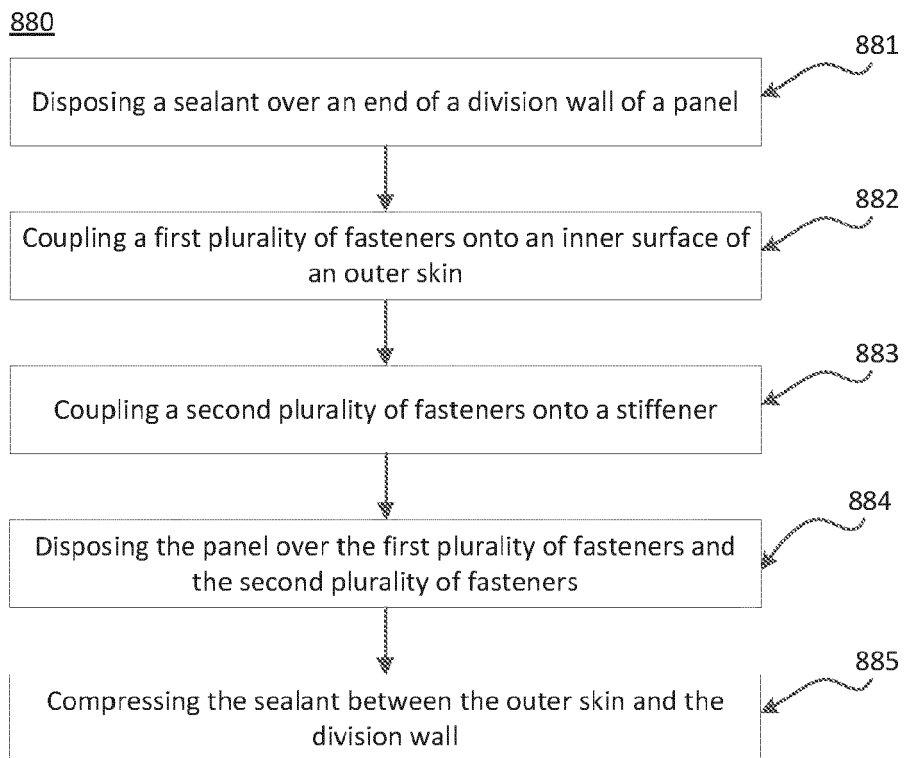 880
881
Disposing a sealant over an end of a division wall of a panel
882
Coupling a first plurality of fasteners onto an inner surface of
an outer skin
883
Coupling a second plurality of fasteners onto a stiffener
884
Disposing the panel over the first plurality of fasteners and
the second plurality of fasteners
885
Compressing the sealant between the outer skin and the
division wall